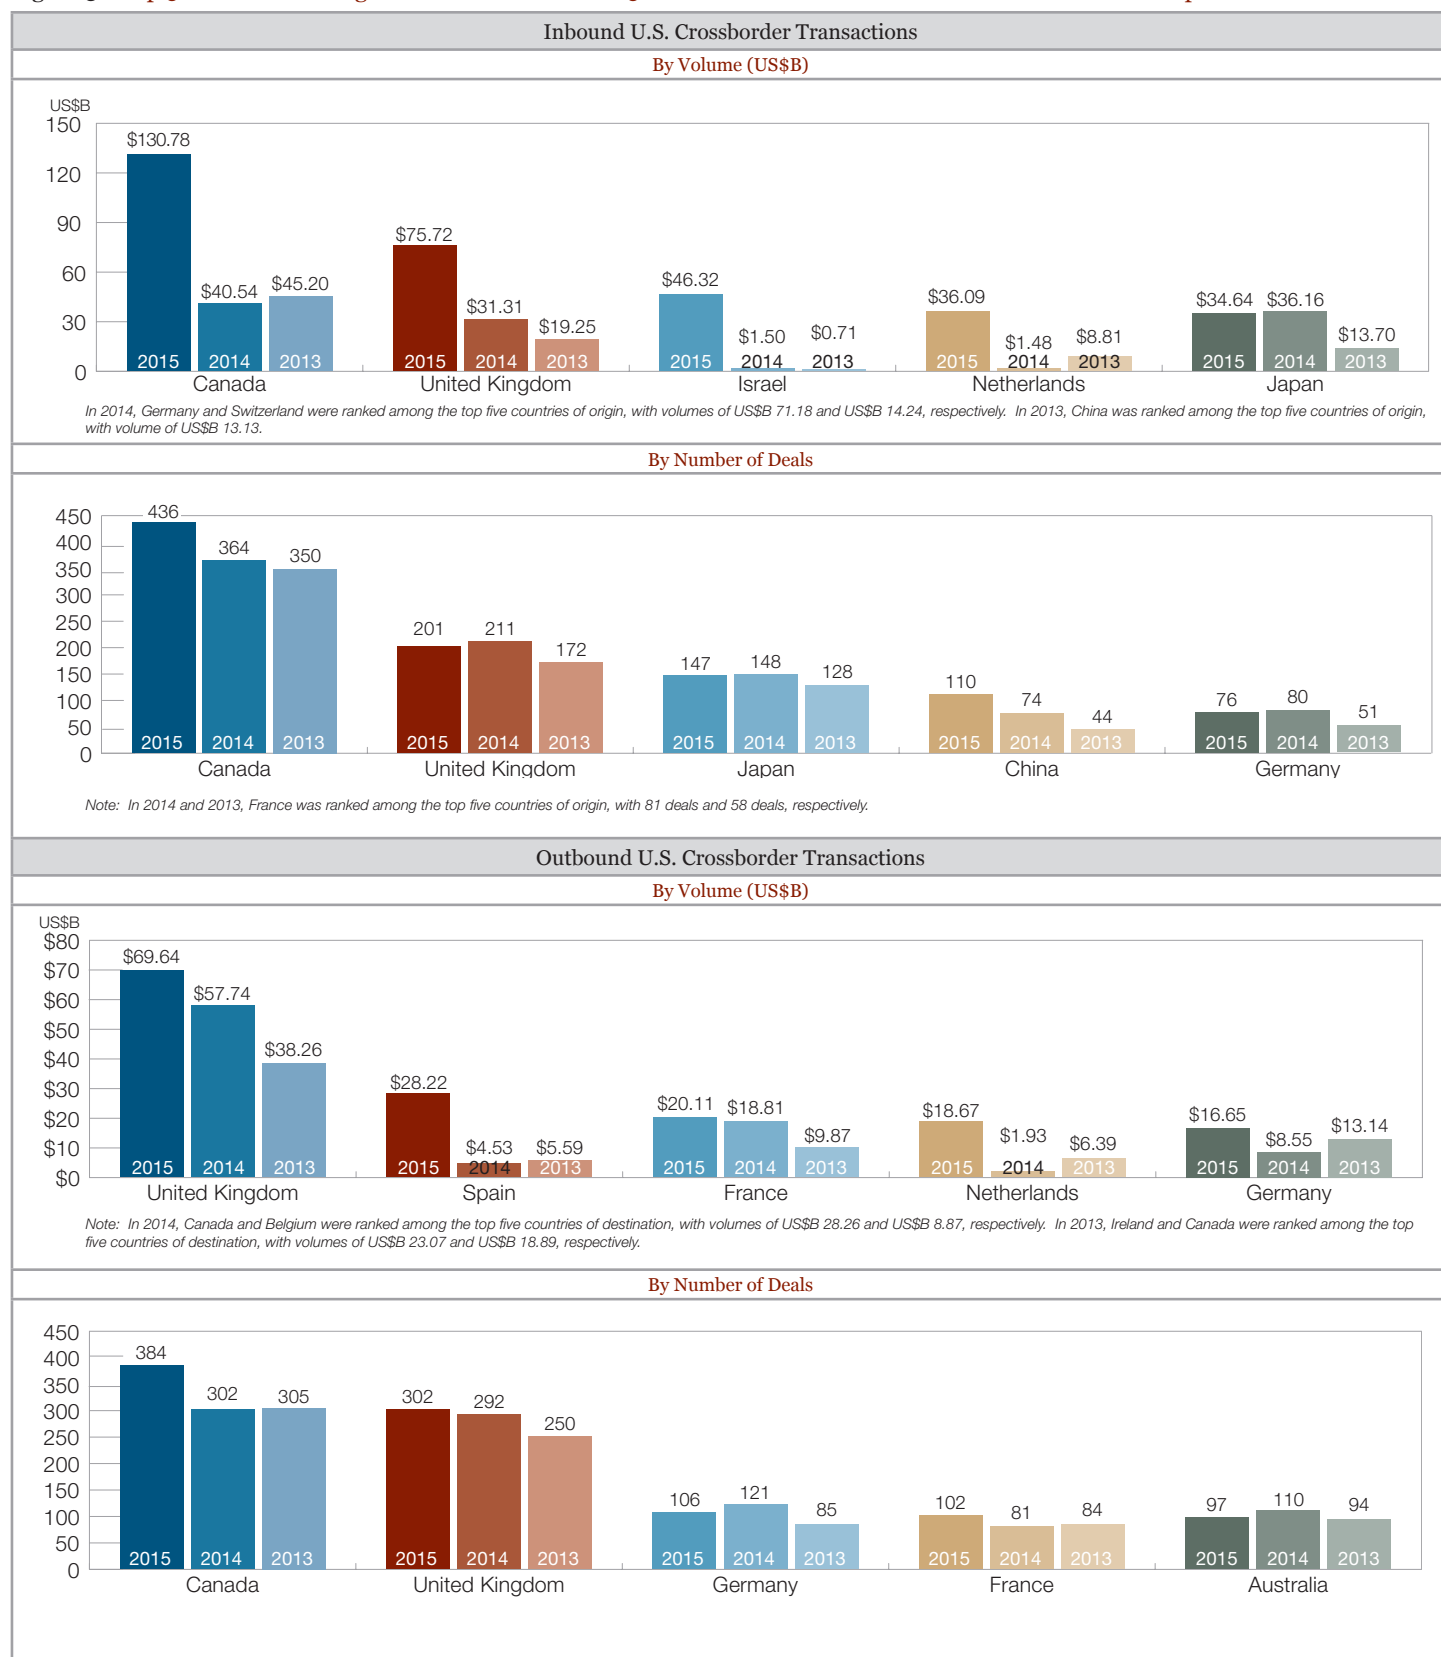 Inbound U.S. Crossborder Transactions
By Volume (US$B)
US$B
150
120
90
60
30
0
$130.78
$40.54
$45.20
$75.72
$31.31
$19.25
$46.32
$1.50
$0.71
$36.09
$1.48
$8.81
$34.64
$36.16
$13.70
2015 2014 2013
2015 2014 2013
2015 2014 2013
2015 2014 2013
2015 2014 2013
Canada
United Kingdom
Israel
Netherlands
Japan
In 2014, Germany and Switzerland were ranked among the top five countries of origin, with volumes of US$B 71.18 and US$B 14.24, respectively. In 2013, China was ranked among the top five countries of origin,
with volume of US$B 13.13.
By Number of Deals
450
400
350
300
250
200
150
100
50
0
436
364
350
201
211
172
147
148
128
110
74
44
76
80
51
2015 2014 2013
2015 2014 2013
2015 2014 2013
2015 2014 2013
2015 2014 2013
Canada
United Kingdom
Japan
China
Germany
Note: In 2014 and 2013, France was ranked among the top five countries of origin, with 81 deals and 58 deals, respectively.
Outbound U.S. Crossborder Transactions
By Volume (US$B)
US$B
$80
$70
$60
$50
$40
$30
$20
$10
$0
$69.64
$57.74
$38.26
$28.22
$4.53
$5.59
$20.11
$18.81
$9.87
$18.67
$1.93
$6.39
$16.65
$8.55
$13.14
2015 2014 2013
2015 2014 2013
2015 2014 2013
2015 2014 2013
2015 2014 2013
United Kingdom
Spain
France
Netherlands
Germany
Note: In 2014, Canada and Belgium were ranked among the top five countries of destination, with volumes of US$B 28.26 and US$B 8.87, respectively. In 2013, Ireland and Canada were ranked among the top
five countries of destination, with volumes of US$B 23.07 and US$B 18.89, respectively.
By Number of Deals
450
400
350
300
250
200
150
100
50
0
384
302
305
302
292
250
106
121
85
102
81
84
97
110
94
2015 2014 2013
2015 2014 2013
2015 2014 2013
2015 2014 2013
2015 2014 2013
Canada
United Kingdom
Germany
France
Australia